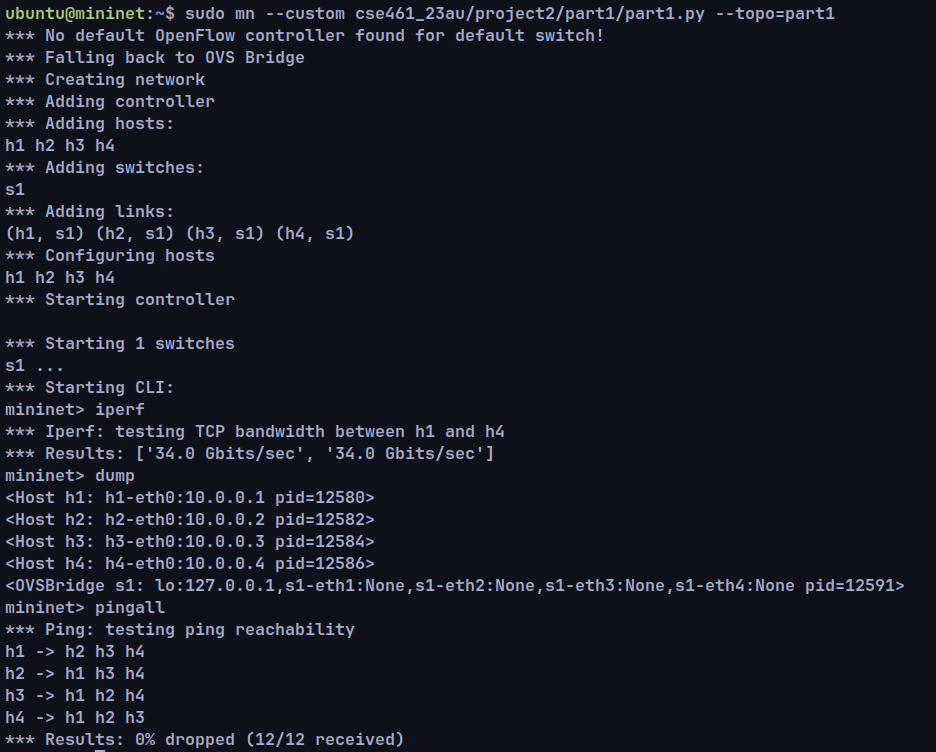 ubuntu@mininet:~$ sudo mn --custom cse461_23au/project2/part1/part1.py --topo=part1
*** No default OpenFlow controller found for default switch!
*** Falling back to OVS Bridge
*** Creating network
*** Adding controller
*** Adding hosts:
h1 h2 h3 h4
*** Adding switches:
s1
*** Adding links:
(h1, s1) (h2, s1) (h3, s1) (h4, s1)
*** Configuring hosts
h1 h2 h3 h4
*** Starting controller

*** Starting 1 switches
s1 ...
*** Starting CLI:
mininet> iperf
*** Iperf: testing TCP bandwidth between h1 and h4
*** Results: ['34.0 Gbits/sec', '34.0 Gbits/sec']
mininet> dump
<Host h1: h1-eth0:10.0.0.1 pid=12580>
<Host h2: h2-eth0:10.0.0.2 pid=12582>
<Host h3: h3-eth0:10.0.0.3 pid=12584>
<Host h4: h4-eth0:10.0.0.4 pid=12586>
<OVSBridge s1: lo:127.0.0.1,s1-eth1:None,s1-eth2:None,s1-eth3:None,s1-eth4:None pid=12591>
mininet> pingall
*** Ping: testing ping reachability
h1 -> h2 h3 h4
h2 -> h1 h3 h4
h3 -> h1 h2 h4
h4 -> h1 h2 h3
*** Results: 0% dropped (12/12 received)